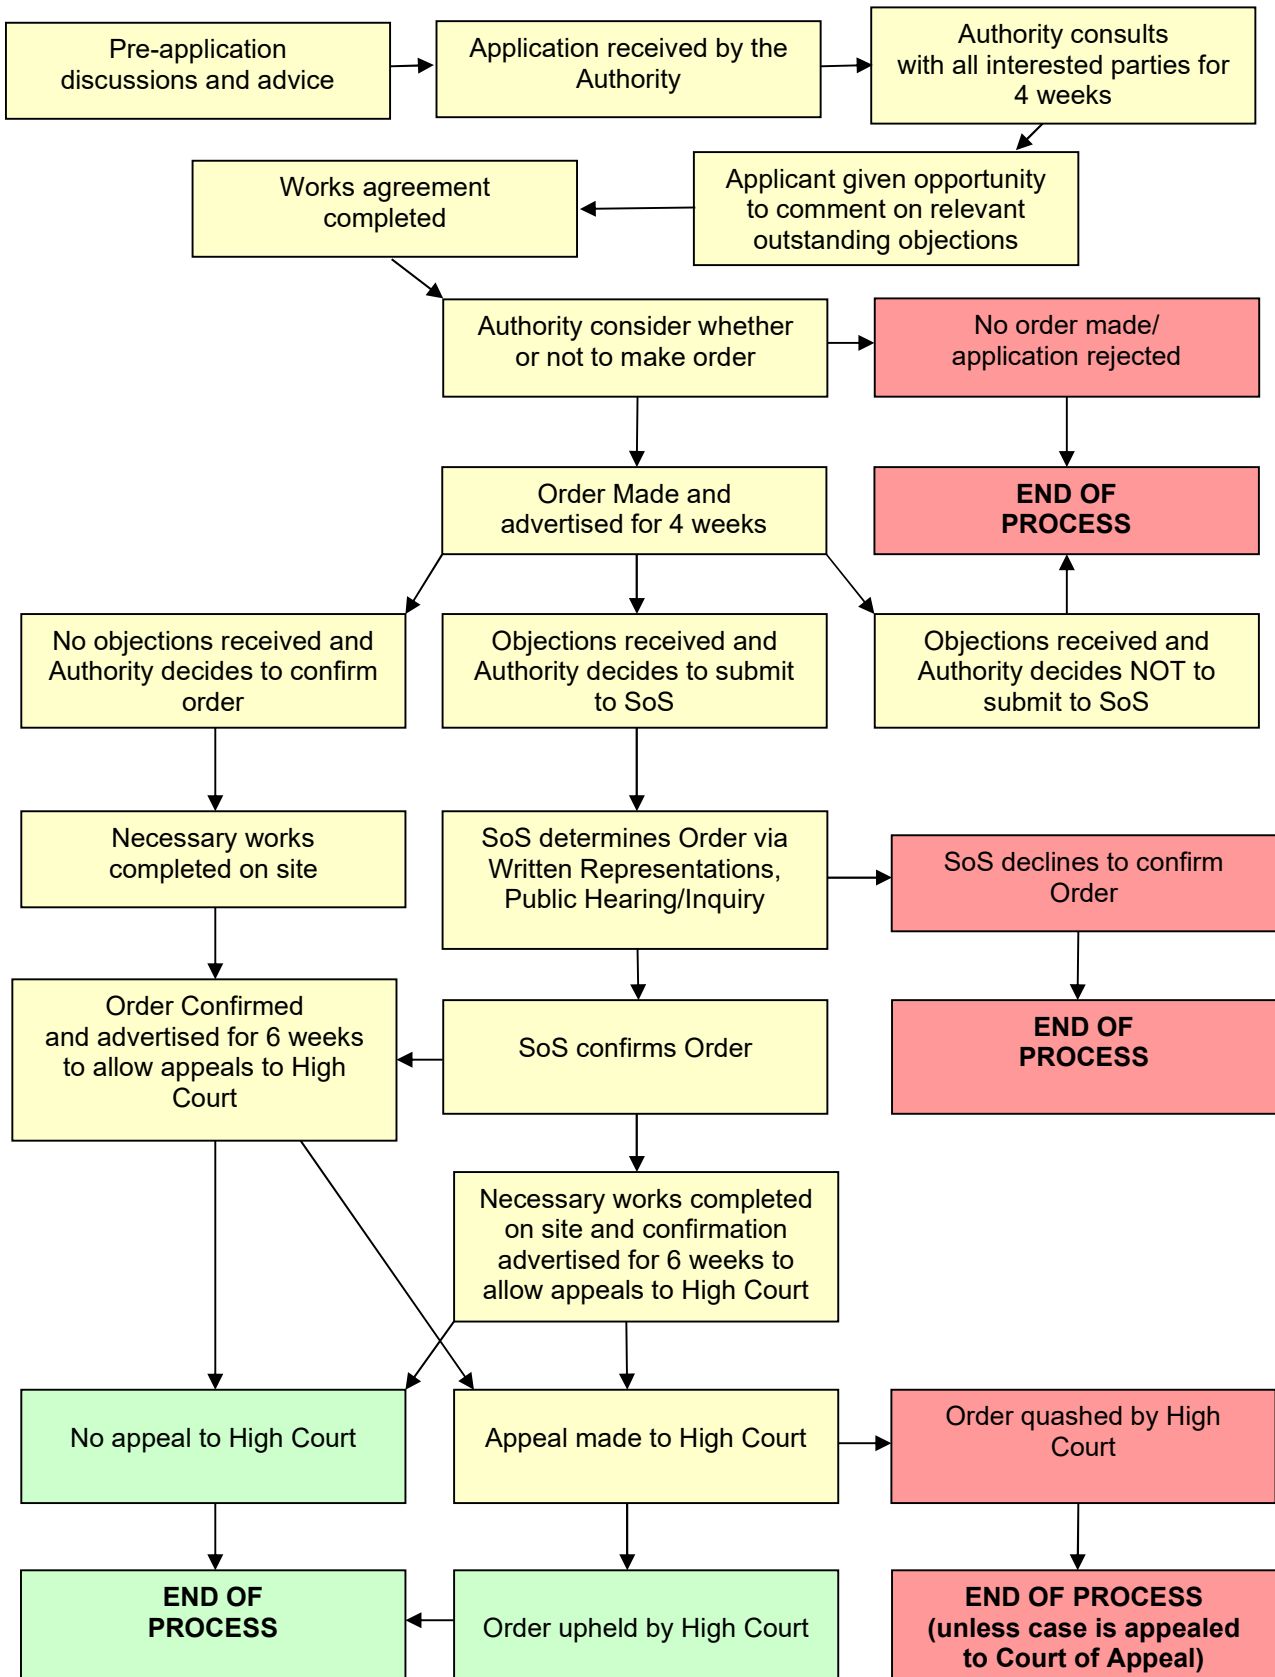 Pre-application
discussions and advice
Application received by the
Authority
Authority consults
with all interested parties for
4 weeks
Works agreement
completed
Applicant given opportunity
to comment on relevant
outstanding objections
Authority consider whether
or not to make order
No order made/
application rejected
Order Made and
advertised for 4 weeks
END OF
PROCESS
No objections received and
Authority decides to confirm
order
Objections received and
Authority decides to submit
to SoS
Objections received and
Authority decides NOT to
submit to SoS
Necessary works
completed on site
SoS determines Order via
Written Representations,
Public Hearing/Inquiry
SoS declines to confirm
Order
Order Confirmed
and advertised for 6 weeks
to allow appeals to High
Court
SoS confirms Order
END OF
PROCESS
Necessary works completed
on site and confirmation
advertised for 6 weeks to
allow appeals to High Court
No appeal to High Court
Appeal made to High Court
Order quashed by High
Court
END OF
PROCESS
Order upheld by High Court
END OF PROCESS
(unless case is appealed
to Court of Appeal)